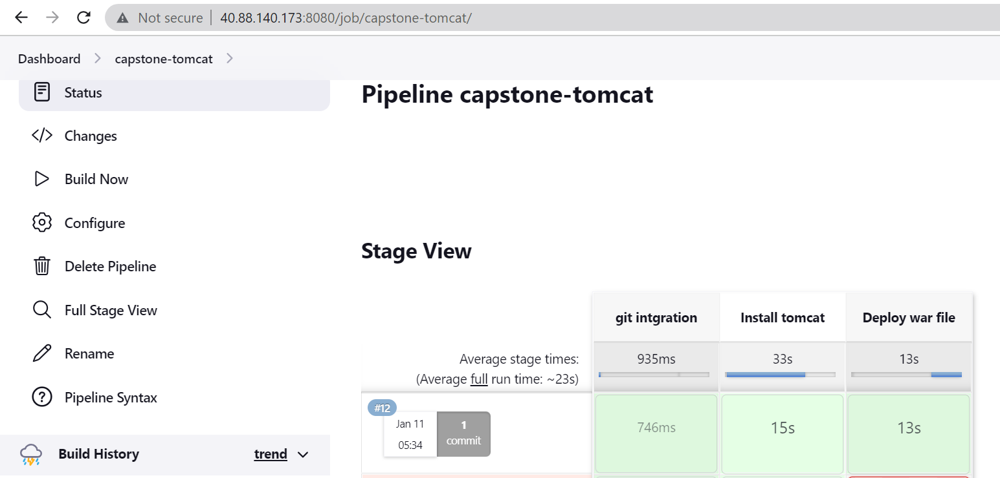 Not secure | 40.88.140.173:8080/job/capstone-tomcat/
Dashboard > capstone-tomcat >
Status
Changes
Build Now
Configure
Delete Pipeline
Full Stage View
Rename
Pipeline Syntax
Build History trend
Pipeline capstone-tomcat
Stage View
git intgration Install tomcat Deploy war file
Average stage times: 935ms 33s 13s
(Average full run time: ~23s)
#12
Jan 11
05:34
1
commit
746ms 15s 13s